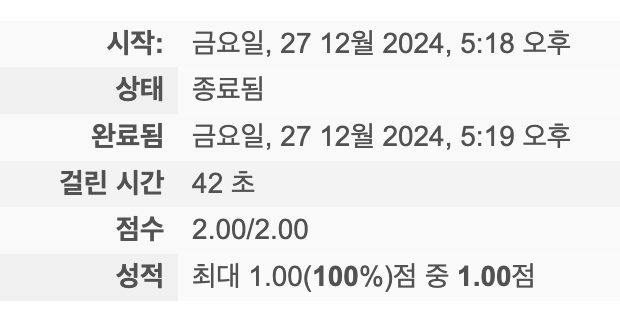 시작: 금요일, 27 12월 2024, 5:18 오후
상태 종료됨
완료됨 금요일, 27 12월 2024, 5:19 오후
걸린 시간 42 초
점수 2.00/2.00
성적 최대 1.00(100%)점 중 1.00점